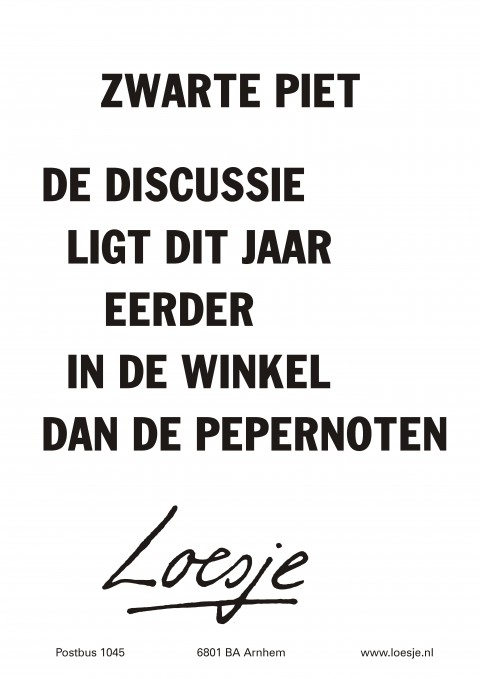 ZWARTE PIET
DE DISCUSSIE
LIGT DIT JAAR
EERDER
IN DE WINKEL
DAN DE PEPERNOTEN
Loesje
Postbus 1045 6801 BA Arnhem www.loesje.nl